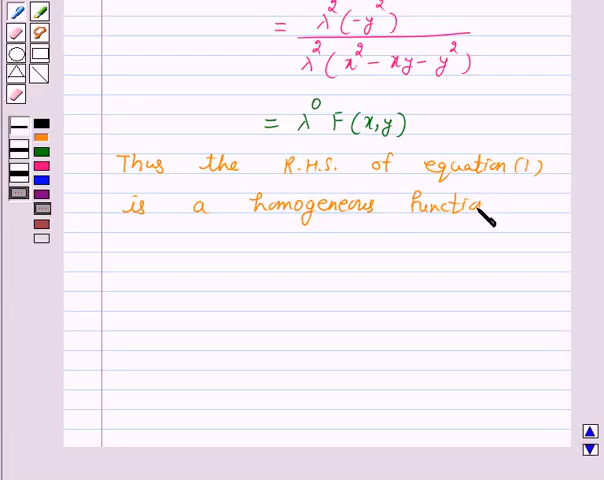 = λ²(-y²)
λ²(x² - xy - y²)
= λ⁰ F(x,y)
Thus the R.H.S. of equation (1)
is a homogeneous functio